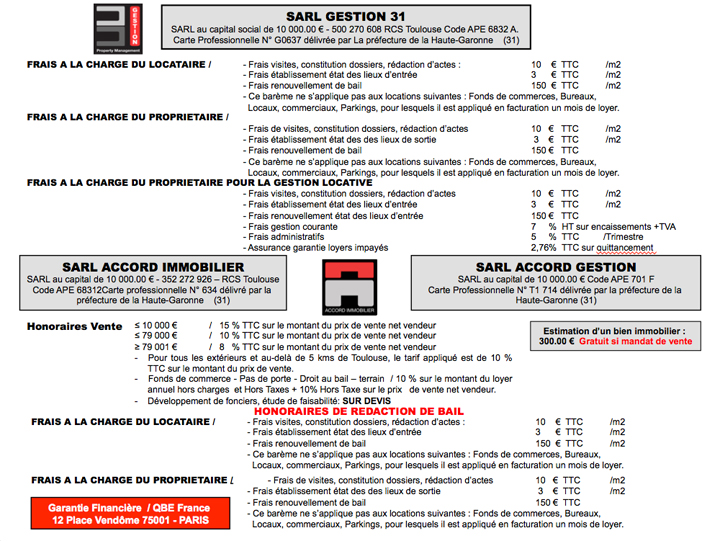 GESTION
Property Management
SARL GESTION 31
SARL au capital social de 10 000.00 € - 500 270 608 RCS Toulouse Code APE 6832 A.
Carte Professionnelle N° G0637 délivrée par La préfecture de la Haute-Garonne (31)
FRAIS A LA CHARGE DU LOCATAIRE / - Frais visites, constitution dossiers, rédaction d'actes : 10 € TTC /m2
- Frais établissement état des lieux d'entrée 3 € TTC /m2
- Frais renouvellement de bail 150 € TTC /m2
- Ce barème ne s'applique pas aux locations suivantes : Fonds de commerces, Bureaux,
Locaux, commerciaux, Parkings, pour lesquels il est appliqué en facturation un mois de loyer.
FRAIS A LA CHARGE DU PROPRIETAIRE /
- Frais de visites, constitution dossiers, rédaction d'actes 10 € TTC /m2
- Frais établissement état des des lieux de sortie 3 € TTC /m2
- Frais renouvellement de bail 150 € TTC
- Ce barème ne s'applique pas aux locations suivantes : Fonds de commerces, Bureaux,
Locaux, commerciaux, Parkings, pour lesquels il est appliqué en facturation un mois de loyer.
FRAIS A LA CHARGE DU PROPRIETAIRE POUR LA GESTION LOCATIVE
- Frais visites, constitution dossiers, rédaction d'actes 10 € TTC /m2
- Frais établissement état des lieux d'entrée 3 € TTC /m2
- Frais renouvellement état des lieux d'entrée 150 € TTC
- Frais gestion courante 7 % HT sur encaissements +TVA
- Frais administratifs 5 % TTC /Trimestre
- Assurance garantie loyers impayés 2,76% TTC sur quittancement
SARL ACCORD IMMOBILIER
SARL au capital de 10 000.00 € - 352 272 926 – RCS Toulouse
Code APE 68312Carte professionnelle N° 634 délivré par la
préfecture de la Haute-Garonne (31)
ACCORD IMMOBILIER
SARL ACCORD GESTION
SARL au capital de 10 000.00 € Code APE 701 F
Carte Professionnelle N° T1 714 délivrée par la préfecture de la
Haute-Garonne (31)
Honoraires Vente ≤ 10 000 € / 15 % TTC sur le montant du prix de vente net vendeur
≤ 79 000 € / 10 % TTC sur le montant du prix de vente net vendeur
≥ 79 001 € / 8 % TTC sur le montant du prix de vente net vendeur
- Pour tous les extérieurs et au-delà de 5 kms de Toulouse, le tarif appliqué est de 10 %
TTC sur le montant du prix de vente.
- Fonds de commerce - Pas de porte - Droit au bail – terrain / 10 % sur le montant du loyer
annuel hors charges et Hors Taxes + 10% Hors Taxe sur le prix de vente net vendeur.
- Développement de fonciers, étude de faisabilité: SUR DEVIS
Estimation d'un bien immobilier :
300.00 € Gratuit si mandat de vente
HONORAIRES DE REDACTION DE BAIL
FRAIS A LA CHARGE DU LOCATAIRE / - Frais visites, constitution dossiers, rédaction d'actes : 10 € TTC /m2
- Frais établissement état des lieux d'entrée 3 € TTC /m2
- Frais renouvellement de bail 150 € TTC /m2
- Ce barème ne s'applique pas aux locations suivantes : Fonds de commerces, Bureaux,
Locaux, commerciaux, Parkings, pour lesquels il est appliqué en facturation un mois de loyer.
FRAIS A LA CHARGE DU PROPRIETAIRE / - Frais de visites, constitution dossiers, rédaction d'actes 10 € TTC /m2
- Frais établissement état des des lieux de sortie 3 € TTC /m2
- Frais renouvellement de bail 150 € TTC
- Ce barème ne s'applique pas aux locations suivantes : Fonds de commerces, Bureaux,
Locaux, commerciaux, Parkings, pour lesquels il est appliqué en facturation un mois de loyer.
Garantie Financière / QBE France
12 Place Vendôme 75001 - PARIS